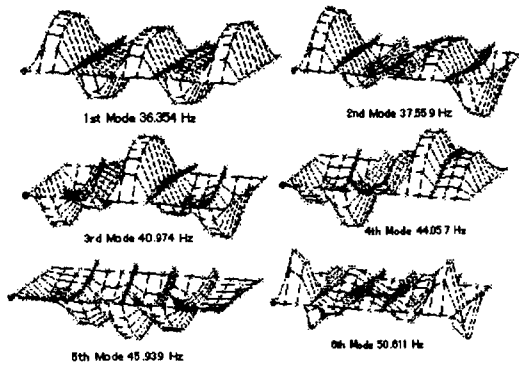 1st Mode 36.354 Hz
2nd Mode 37.559 Hz
3rd Mode 40.974 Hz
4th Mode 44.057 Hz
5th Mode 45.939 Hz
6th Mode 50.611 Hz